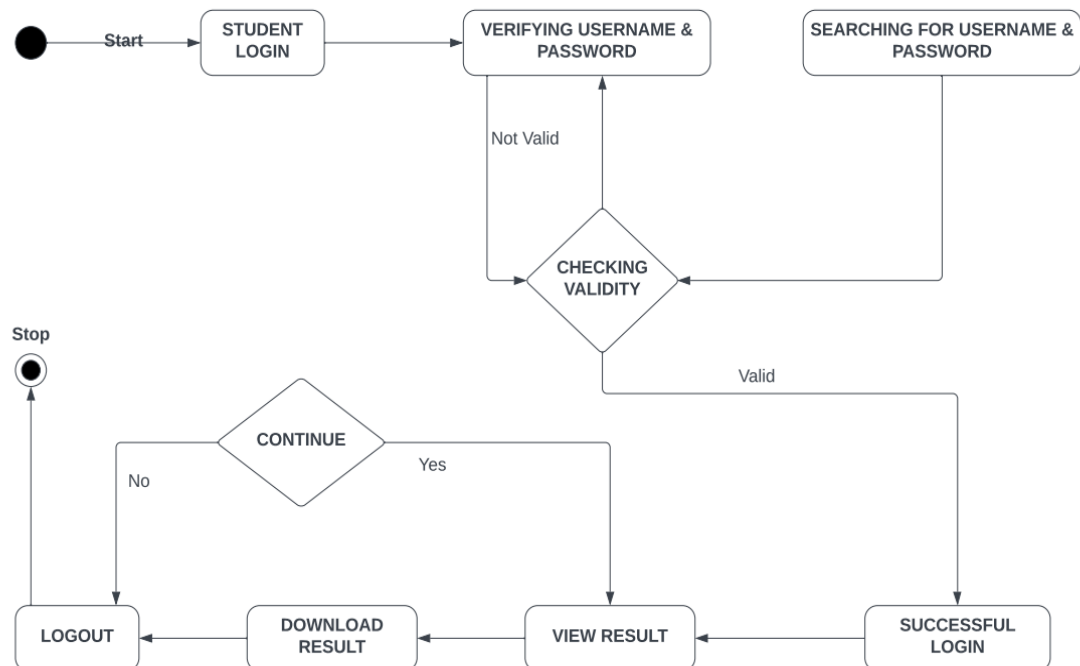 Start
STUDENT
LOGIN
VERIFYING USERNAME &
PASSWORD
SEARCHING FOR USERNAME &
PASSWORD
Not Valid
CHECKING
VALIDITY
Stop
Valid
CONTINUE
Yes
No
LOGOUT
DOWNLOAD
RESULT
VIEW RESULT
SUCCESSFUL
LOGIN